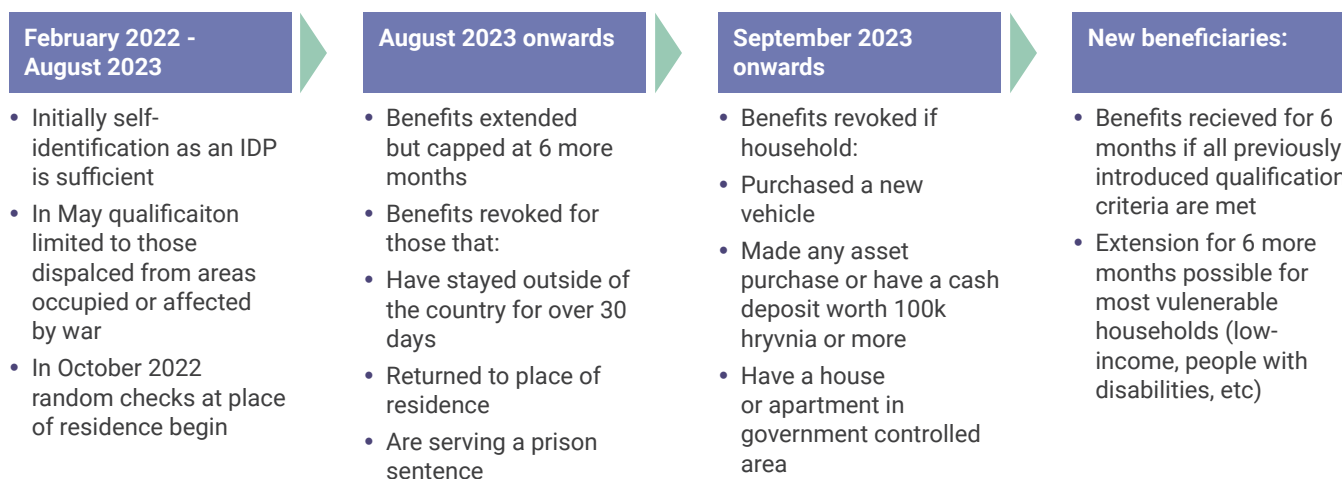 February 2022 -
August 2023
• Initially self-
identification as an IDP
is sufficient
• In May qualificaiton
limited to those
dispalced from areas
occupied or affected
by war
• In October 2022
random checks at place
of residence begin
August 2023 onwards
• Benefits extended
but capped at 6 more
months
• Benefits revoked for
those that:
• Have stayed outside of
the country for over 30
days
• Returned to place of
residence
• Are serving a prison
sentence
September 2023
onwards
• Benefits revoked if
household:
• Purchased a new
vehicle
• Made any asset
purchase or have a cash
deposit worth 100k
hryvnia or more
• Have a house
or apartment in
government controlled
area
New beneficiaries:
• Benefits recieved for 6
months if all previously
introduced qualification
criteria are met
• Extension for 6 more
months possible for
most vulenerable
households (low-
income, people with
disabilities, etc)